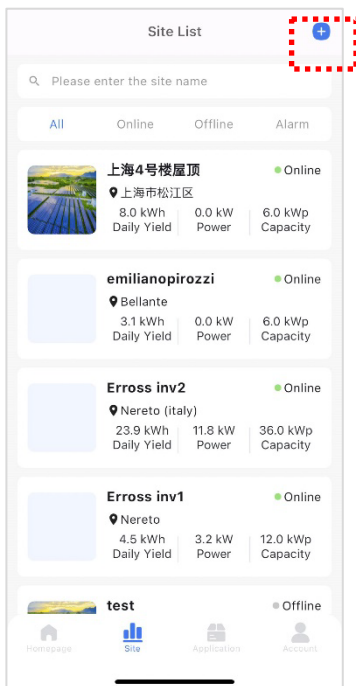 Site List
Please enter the site name
All Online Offline Alarm
上海4号楼屋顶 Online
上海市松江区
8.0 kWh 0.0 kW 6.0 kWp
Daily Yield Power Capacity
emilianopirozzi Online
Bellante
3.1 kWh 0.0 kW 6.0 kWp
Daily Yield Power Capacity
Erross inv2 Online
Nereto (italy)
23.9 kWh 11.8 kW 36.0 kWp
Daily Yield Power Capacity
Erross inv1 Online
Nereto
4.5 kWh 3.2 kW 12.0 kWp
Daily Yield Power Capacity
test Offline
Homepage Site Application Account